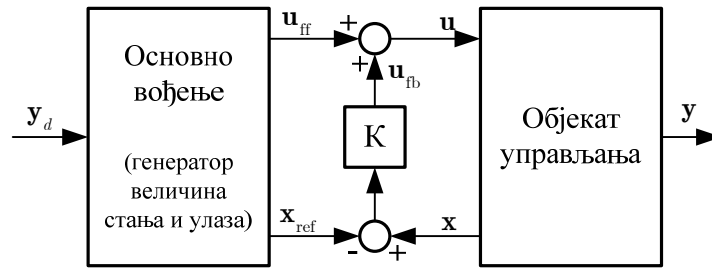 y_d
Основно
вођење
(генератор
величина
стања и улаза)
u_ff
+
+
u
u_fb
К
x_ref
-
+
x
Објекат
управљања
y